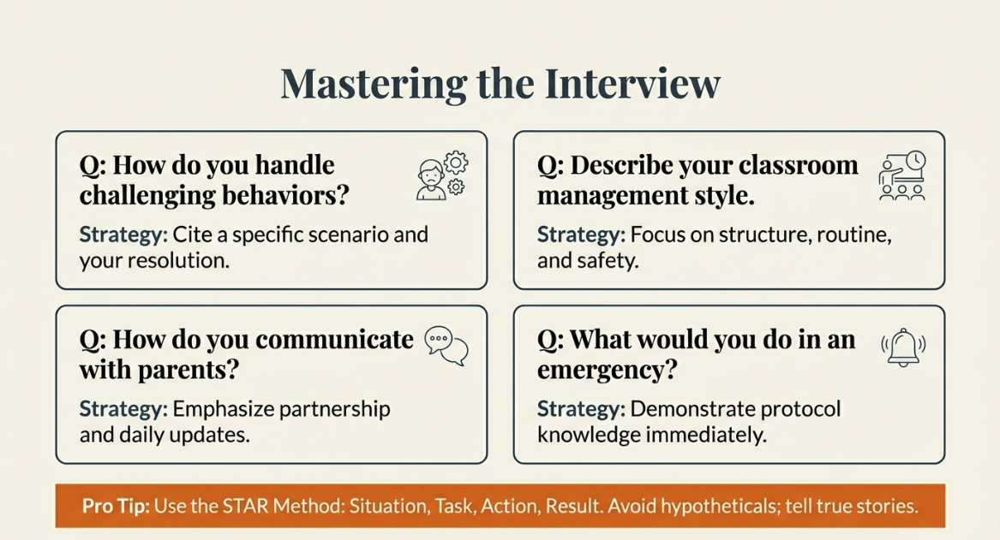 Mastering the Interview
Q: How do you handle
challenging behaviors?
Strategy: Cite a specific scenario and
your resolution.
Q: Describe your classroom
management style.
Strategy: Focus on structure, routine,
and safety.
Q: How do you communicate
with parents?
Strategy: Emphasize partnership
and daily updates.
Q: What would you do in an
emergency?
Strategy: Demonstrate protocol
knowledge immediately.
Pro Tip: Use the STAR Method: Situation, Task, Action, Result. Avoid hypotheticals; tell true stories.